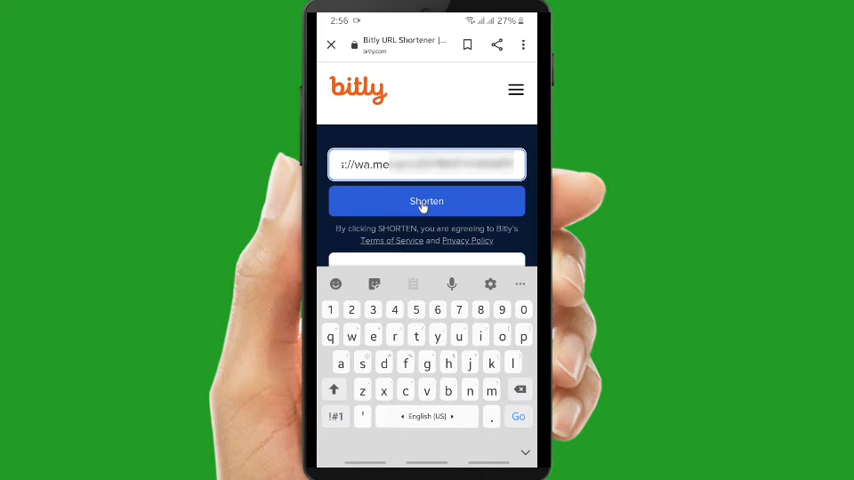 2:56 27%
Bitly URL Shortener |...
bitly.com
bitly
s://wa.me
Shorten
By clicking SHORTEN, you are agreeing to Bitly's
Terms of Service and Privacy Policy
1 2 3 4 5 6 7 8 9 0
q w e r t y u i o p
a s d f g h j k l
z x c v b n m
!#1 ' English (US) . Go